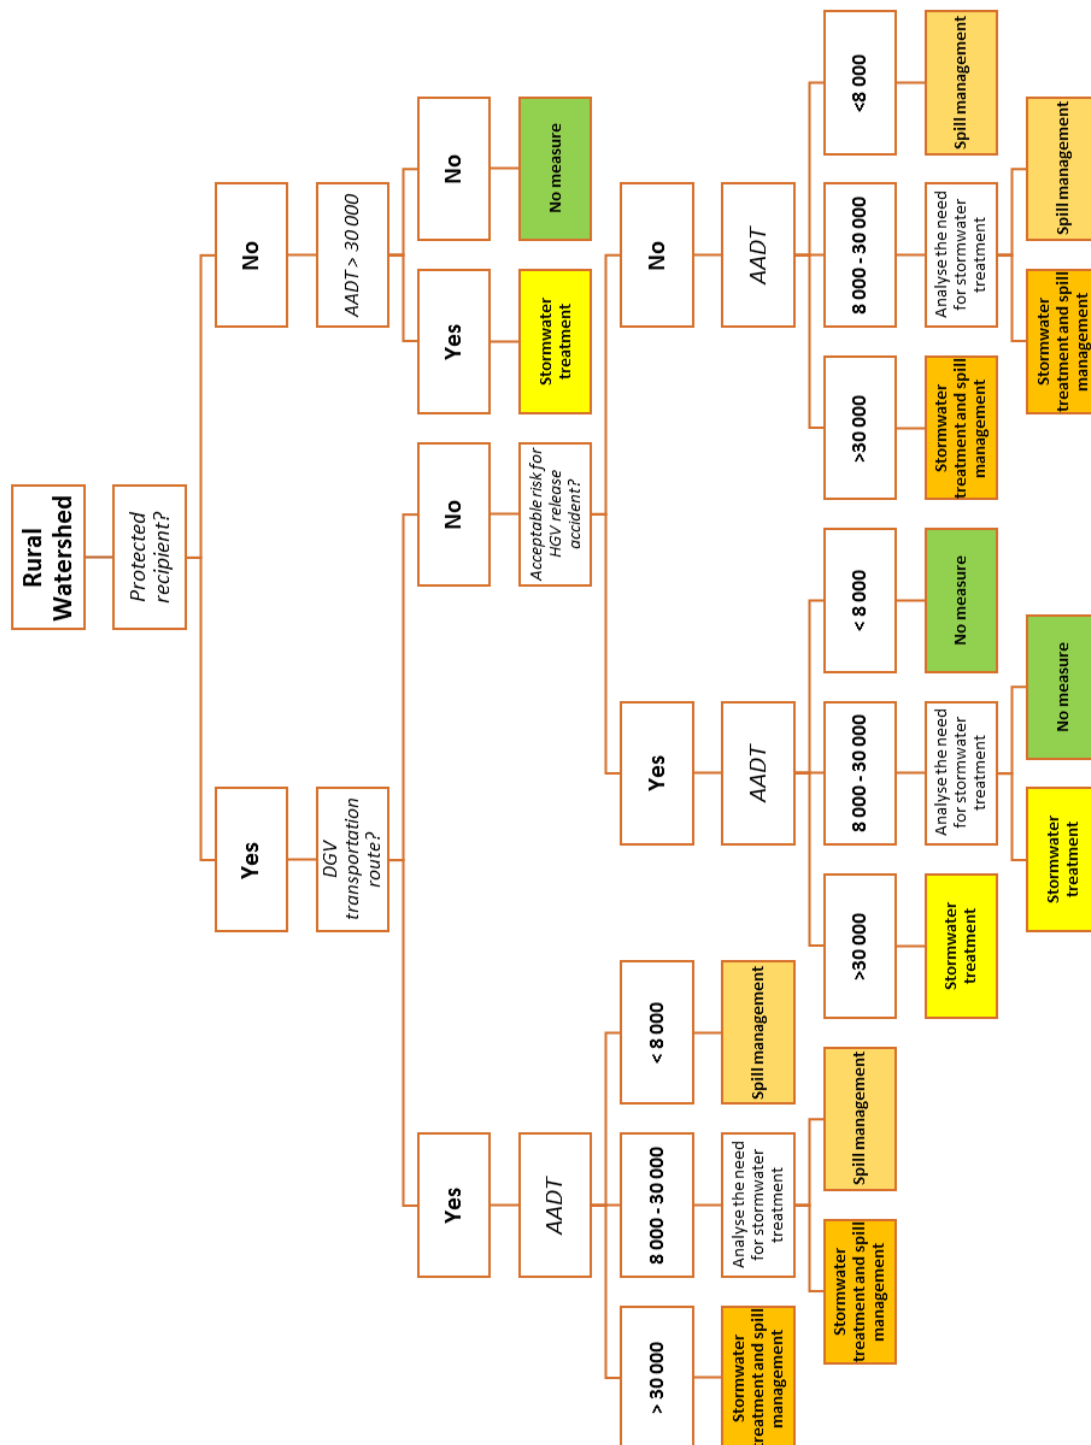 Rural
Watershed
Protected
recipient?
Yes
No
DGV
transportation
route?
AADT > 30 000
Yes
No
Yes
No
AADT
Acceptable risk for
HGV release
accident?
Stormwater
treatment
No measure
> 30 000
8 000 - 30 000
< 8 000
Yes
No
Stormwater
treatment and spill
management
Analyse the need
for stormwater
treatment
Spill management
AADT
AADT
Stormwater
treatment and spill
management
Spill management
>30 000
8 000 - 30 000
< 8 000
>30 000
8 000 - 30 000
<8 000
Stormwater
treatment
Analyse the need
for stormwater
treatment
No measure
Stormwater
treatment and spill
management
Analyse the need
for stormwater
treatment
Spill management
Stormwater
treatment
No measure
Stormwater
treatment and spill
management
Spill management